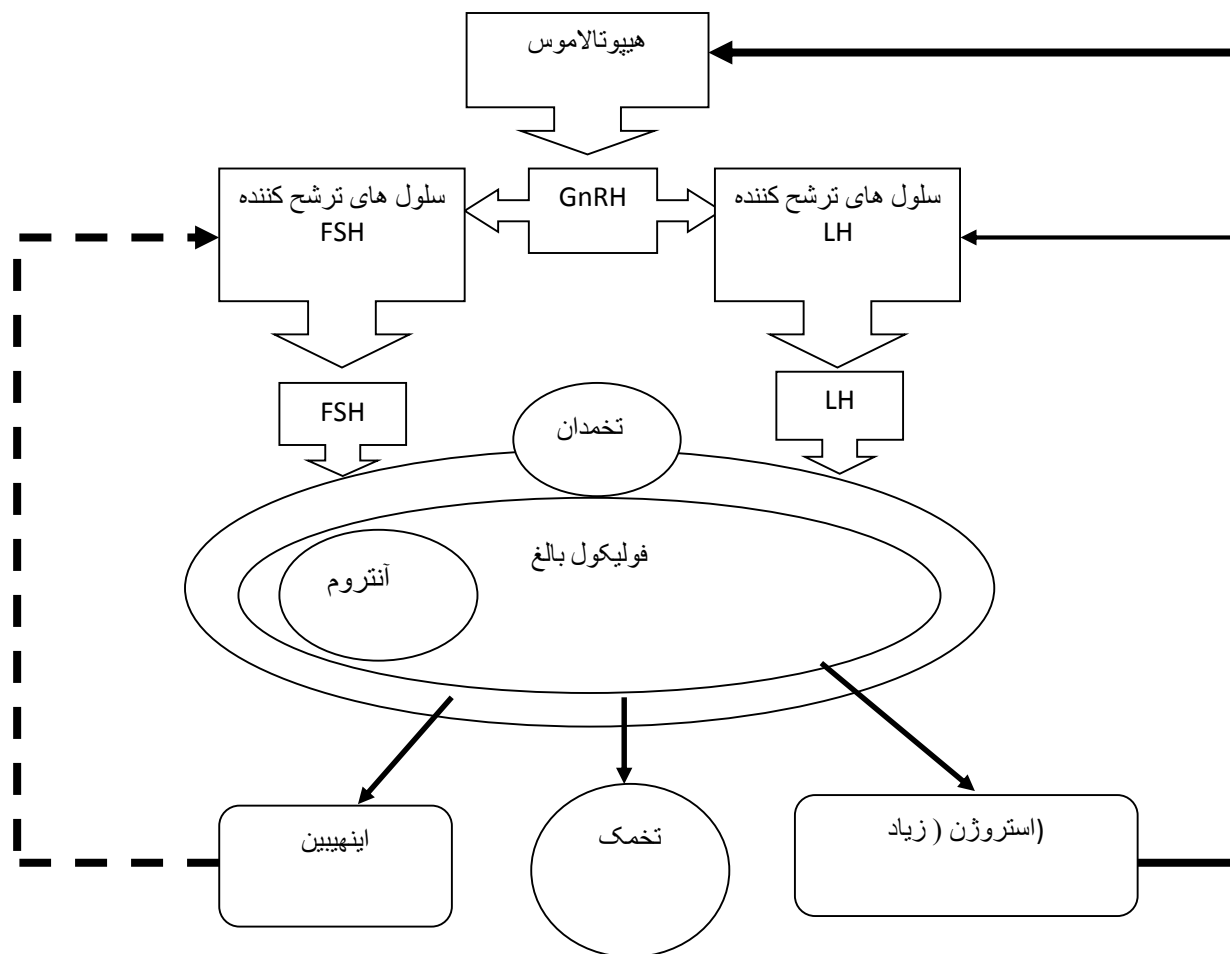 هیپوتالاموس
سلول های ترشح کننده
FSH
GnRH
سلول های ترشح کننده
LH
FSH
تخمدان
LH
فولیکول بالغ
آنتروم
اینهیبین
تخمک
استروژن ( زیاد)